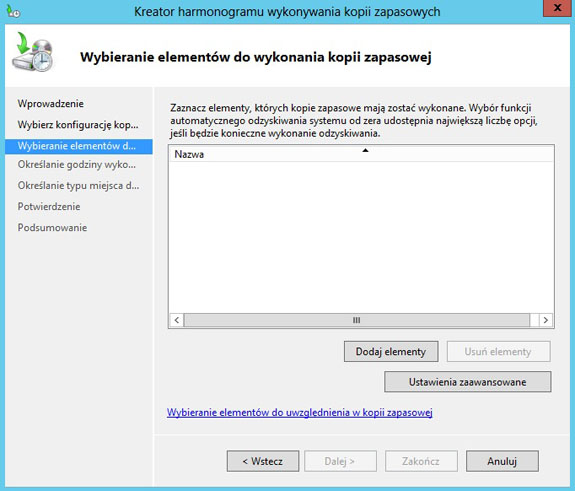 Kreator harmonogramu wykonywania kopii zapasowych
x
Wybieranie elementów do wykonania kopii zapasowej
Wprowadzenie
Wybierz konfigurację kop...
Wybieranie elementów d...
Określanie godziny wyko...
Określanie typu miejsca d...
Potwierdzenie
Podsumowanie
Zaznacz elementy, których kopie zapasowe mają zostać wykonane. Wybór funkcji
automatycznego odzyskiwania systemu od zera udostępnia największą liczbę opcji,
jeśli będzie konieczne wykonanie odzyskiwania.
Nazwa
Dodaj elementy
Usuń elementy
Ustawienia zaawansowane
Wybieranie elementów do uwzględnienia w kopii zapasowej
< Wstecz
Dalej >
Zakończ
Anuluj